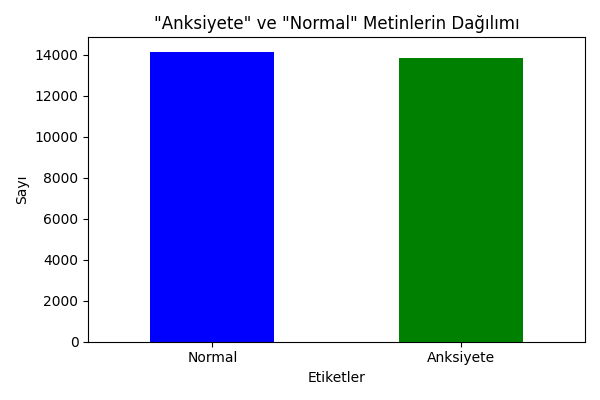 "Anksiyete" ve "Normal" Metinlerin Dağılımı
14000
12000
10000
8000
6000
4000
2000
0
Sayı
Normal
Anksiyete
Etiketler